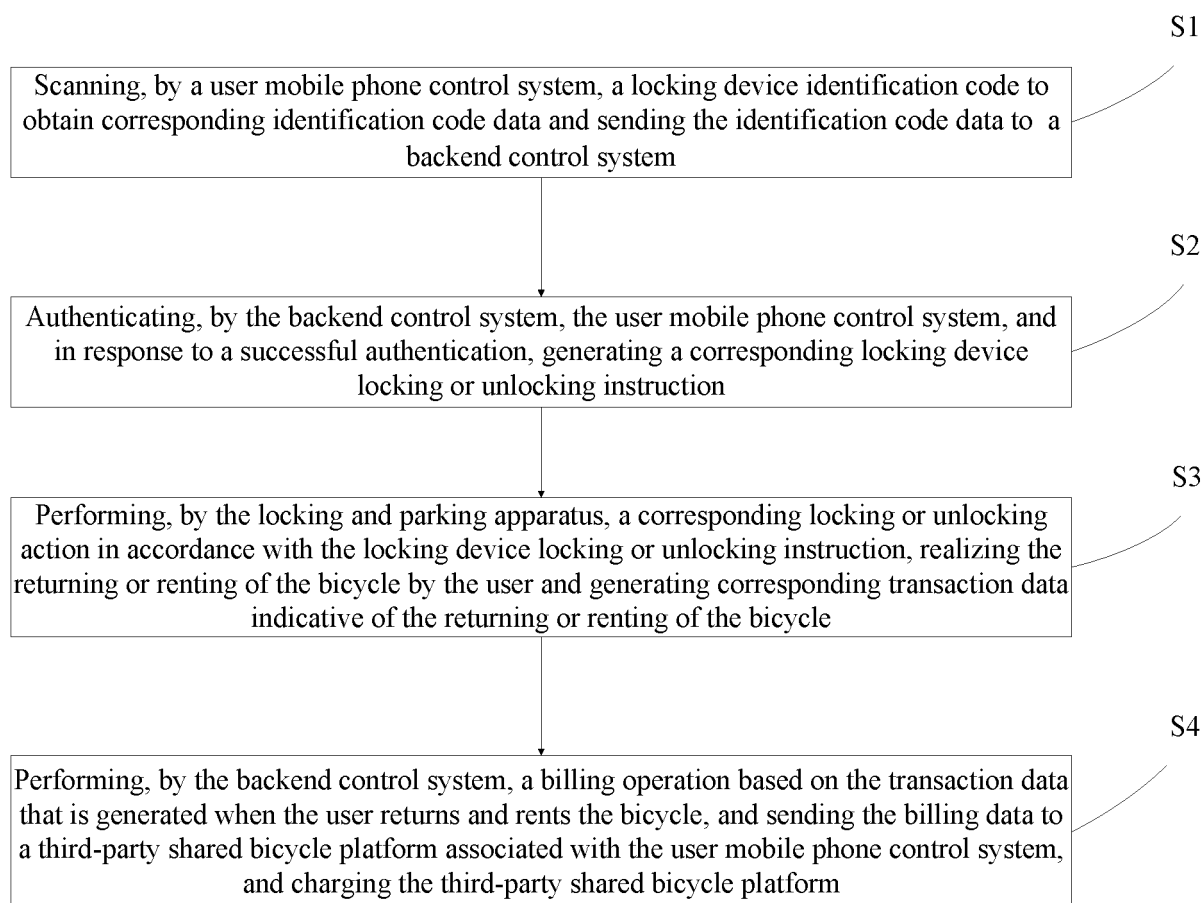 S1
Scanning, by a user mobile phone control system, a locking device identification code to
obtain corresponding identification code data and sending the identification code data to a
backend control system
S2
Authenticating, by the backend control system, the user mobile phone control system, and
in response to a successful authentication, generating a corresponding locking device
locking or unlocking instruction
S3
Performing, by the locking and parking apparatus, a corresponding locking or unlocking
action in accordance with the locking device locking or unlocking instruction, realizing the
returning or renting of the bicycle by the user and generating corresponding transaction data
indicative of the returning or renting of the bicycle
S4
Performing, by the backend control system, a billing operation based on the transaction data
that is generated when the user returns and rents the bicycle, and sending the billing data to
a third-party shared bicycle platform associated with the user mobile phone control system,
and charging the third-party shared bicycle platform